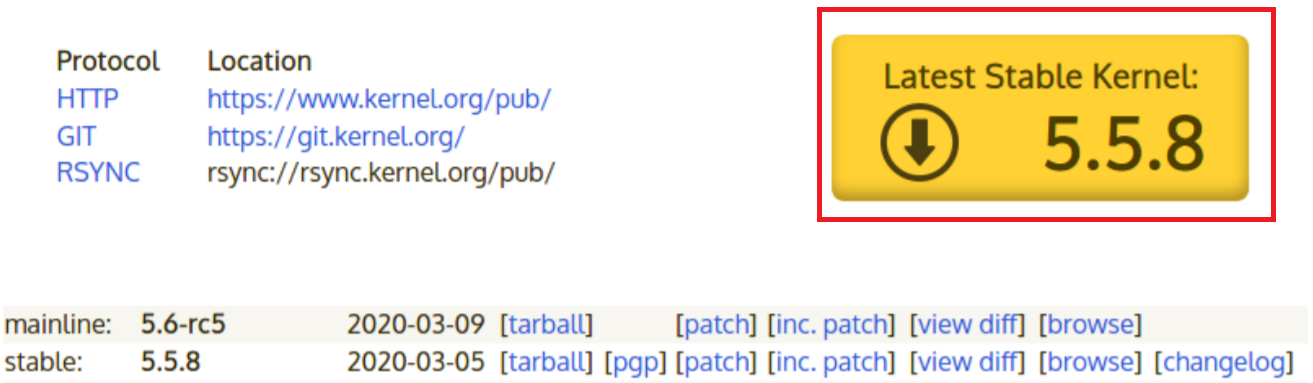 Protocol Location
HTTP https://www.kernel.org/pub/
GIT https://git.kernel.org/
RSYNC rsync://rsync.kernel.org/pub/
Latest Stable Kernel:
5.5.8
mainline: 5.6-rc5 2020-03-09 [tarball] [patch] [inc. patch] [view diff] [browse]
stable: 5.5.8 2020-03-05 [tarball] [pgp] [patch] [inc. patch] [view diff] [browse] [changelog]